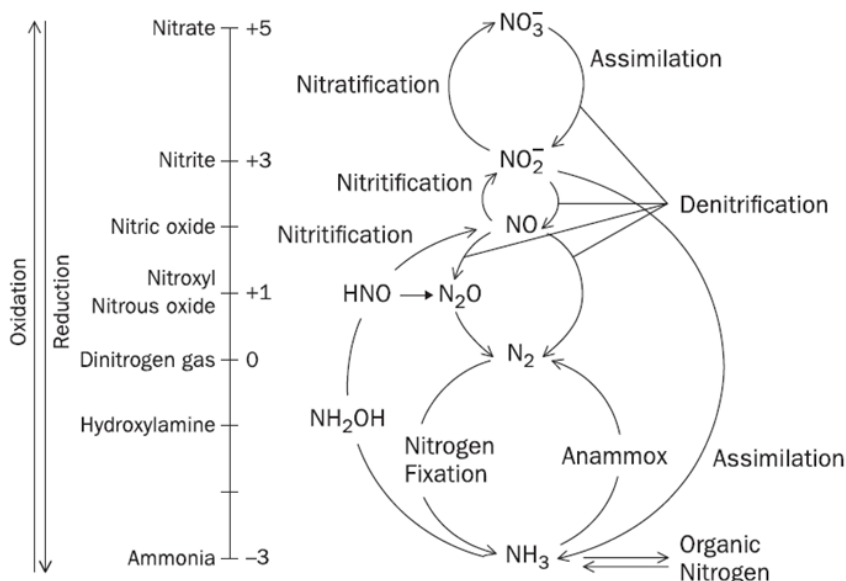 Nitrate +5 NO₃⁻
Assimilation
Nitratification
Nitrite +3 NO₂⁻
Nitritification
Denitrification
Nitric oxide NO
Nitritification
Nitroxyl
Nitrous oxide +1 HNO N₂O
Oxidation
Reduction
Dinitrogen gas 0 N₂
Hydroxylamine NH₂OH
Nitrogen
Fixation
Anammox
Assimilation
Ammonia −3 NH₃
Organic
Nitrogen